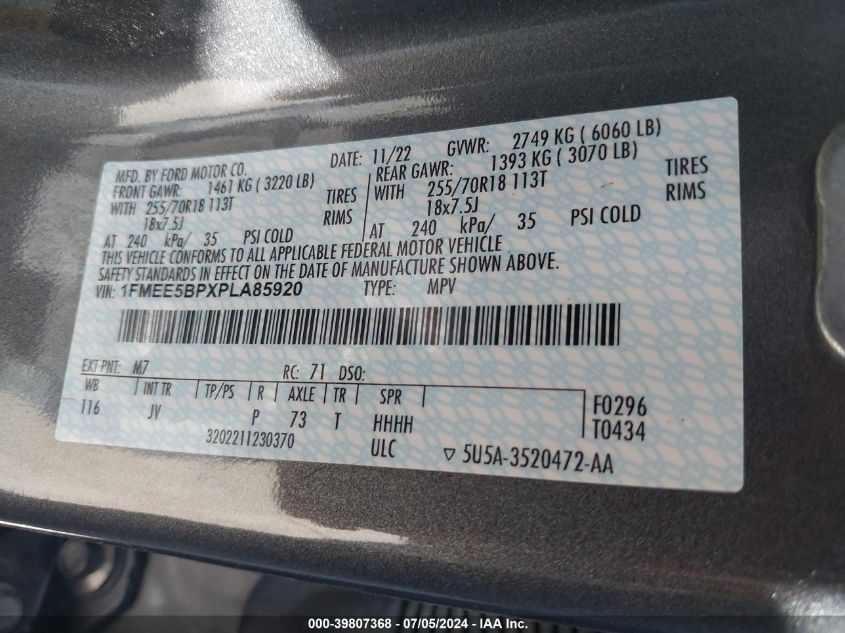 MFD. BY FORD MOTOR CO. DATE: 11/22 GVWR: 2749 KG ( 6060 LB)
FRONT GAWR: 1461 KG ( 3220 LB) REAR GAWR: 1393 KG ( 3070 LB)
WITH 255/70R18 113T TIRES WITH 255/70R18 113T TIRES
18x7.5J RIMS 18x7.5J RIMS
AT 240 kPa/ 35 PSI COLD AT 240 kPa/ 35 PSI COLD
THIS VEHICLE CONFORMS TO ALL APPLICABLE FEDERAL MOTOR VEHICLE
SAFETY STANDARDS IN EFFECT ON THE DATE OF MANUFACTURE SHOWN ABOVE.
VIN: 1FMEE5BPXPLA85920 TYPE: MPV
EXT PNT: M7 RC: 71 DSO:
WB INT TR TP/PS R AXLE TR SPR
116 JV P 73 T HHHH F0296
3202211230370 ULC T0434
5U5A-3520472-AA
000-39807368 - 07/05/2024 - IAA Inc.